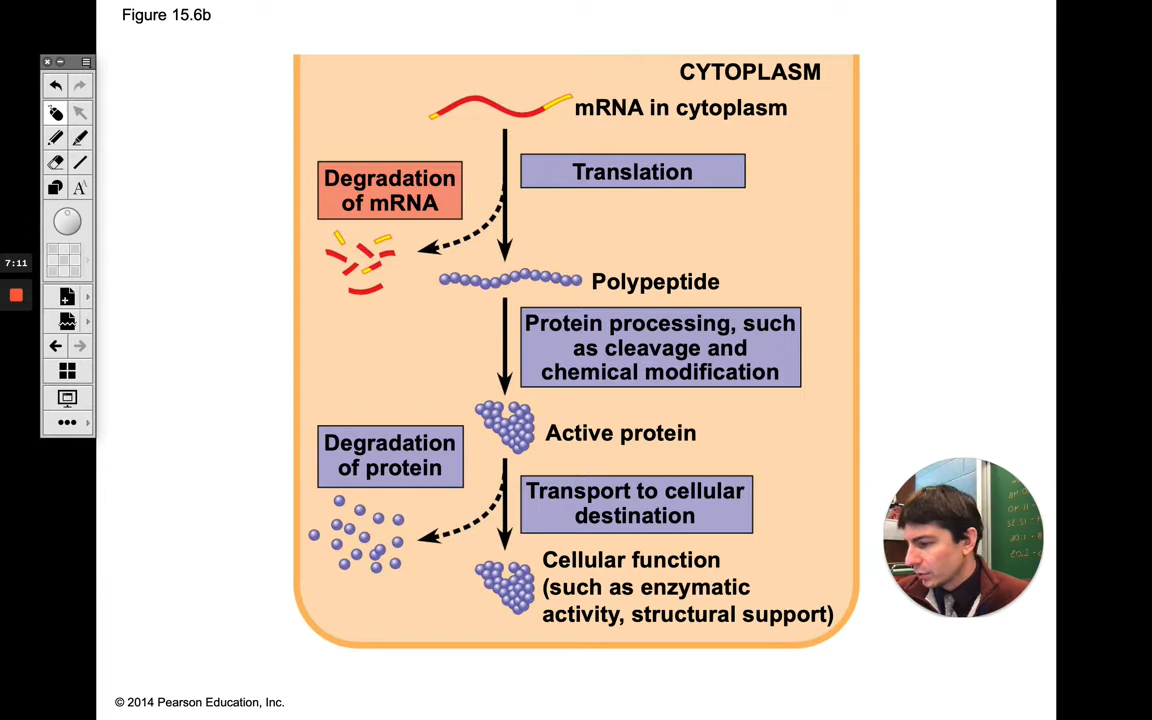 Figure 15.6b
CYTOPLASM
mRNA in cytoplasm
Translation
Degradation
of mRNA
Polypeptide
Protein processing, such
as cleavage and
chemical modification
Active protein
Degradation
of protein
Transport to cellular
destination
Cellular function
(such as enzymatic
activity, structural support)
7:11
© 2014 Pearson Education, Inc.